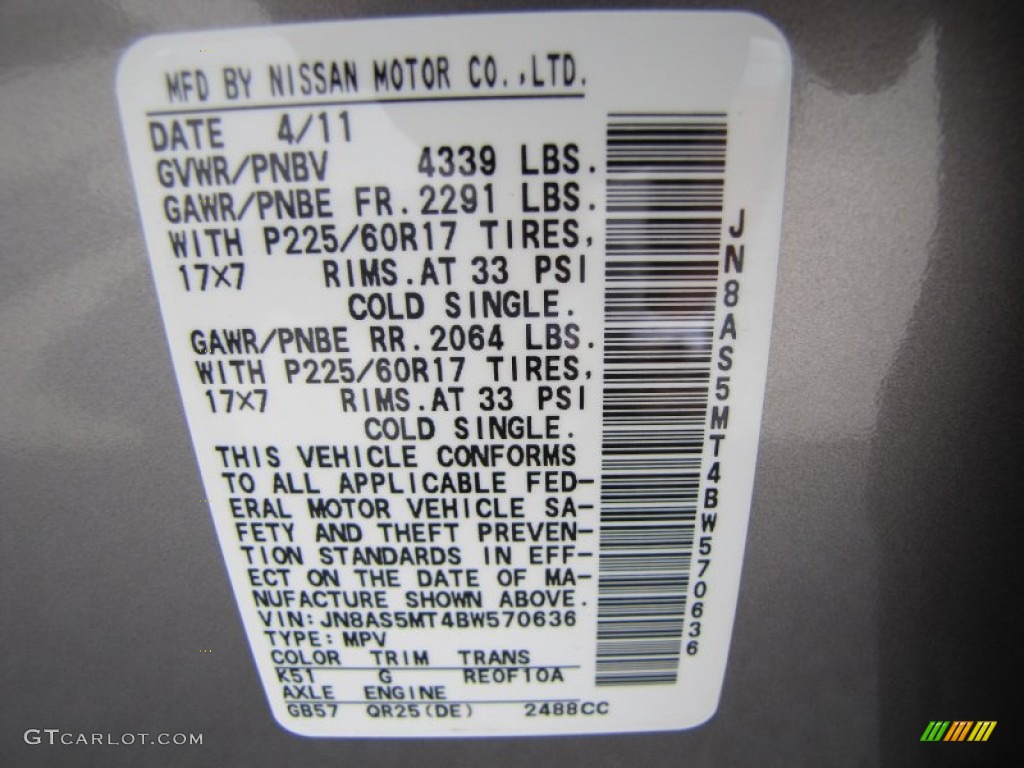 MFD BY NISSAN MOTOR CO.,LTD.
DATE 4/11
GVWR/PNBV 4339 LBS.
GAWR/PNBE FR. 2291 LBS.
WITH P225/60R17 TIRES,
17×7 RIMS. AT 33 PSI
COLD SINGLE.
GAWR/PNBE RR. 2064 LBS.
WITH P225/60R17 TIRES,
17×7 RIMS. AT 33 PSI
COLD SINGLE.
THIS VEHICLE CONFORMS
TO ALL APPLICABLE FED-
ERAL MOTOR VEHICLE SA-
FETY AND THEFT PREVEN-
TION STANDARDS IN EFF-
ECT ON THE DATE OF MA-
NUFACTURE SHOWN ABOVE.
VIN: JN8AS5MT4BW570636
TYPE: MPV
COLOR TRIM TRANS
K51 G RE0F10A
AXLE ENGINE
GB57 QR25(DE) 2488CC
JN8AS5MT4BW570636
GTCARLOT.COM